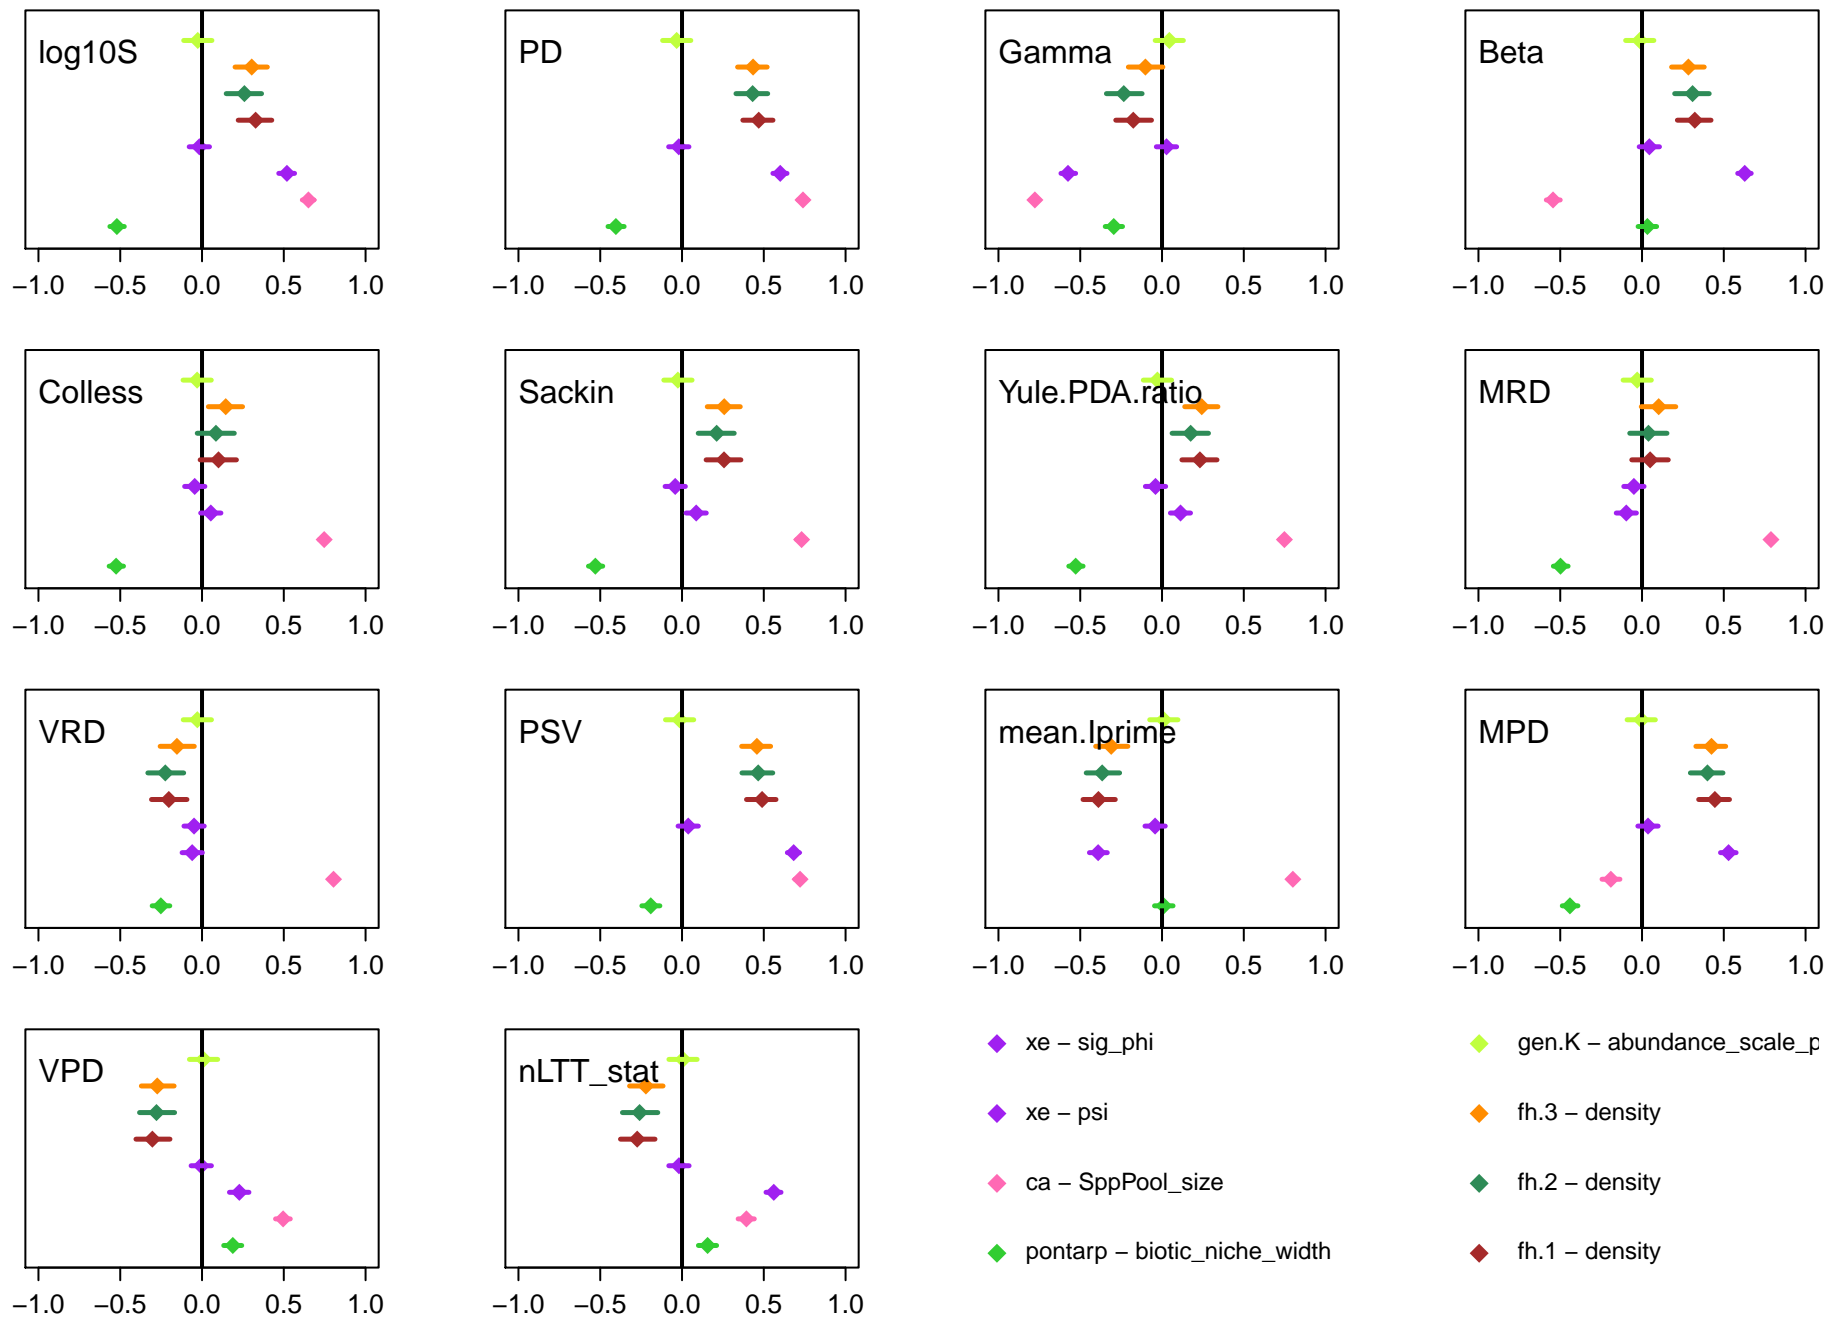 log10S
PD
Gamma
Beta
−1.0 −0.5 0.0 0.5 1.0
−1.0 −0.5 0.0 0.5 1.0
−1.0 −0.5 0.0 0.5 1.0
−1.0 −0.5 0.0 0.5 1.0
Colless
Sackin
Yule.PDA.ratio
MRD
−1.0 −0.5 0.0 0.5 1.0
−1.0 −0.5 0.0 0.5 1.0
−1.0 −0.5 0.0 0.5 1.0
−1.0 −0.5 0.0 0.5 1.0
VRD
PSV
mean.Iprime
MPD
−1.0 −0.5 0.0 0.5 1.0
−1.0 −0.5 0.0 0.5 1.0
−1.0 −0.5 0.0 0.5 1.0
−1.0 −0.5 0.0 0.5 1.0
VPD
nLTT_stat
−1.0 −0.5 0.0 0.5 1.0
−1.0 −0.5 0.0 0.5 1.0
xe − sig_phi
xe − psi
ca − SppPool_size
pontarp − biotic_niche_width
gen.K − abundance_scale_p
fh.3 − density
fh.2 − density
fh.1 − density